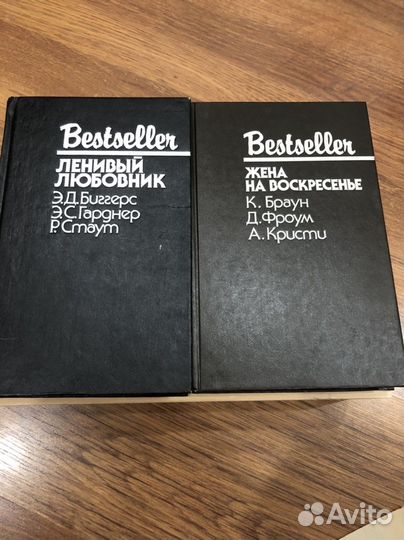 Bestseller
ЛЕНИВЫЙ
ЛЮБОВНИК
Э.Д.Биггерс
Э.С.Гарднер
Р.Стаут
Bestseller
ЖЕНА
НА ВОСКРЕСЕНЬЕ
К. Браун
Д.Фроум
А.Кристи
Avito